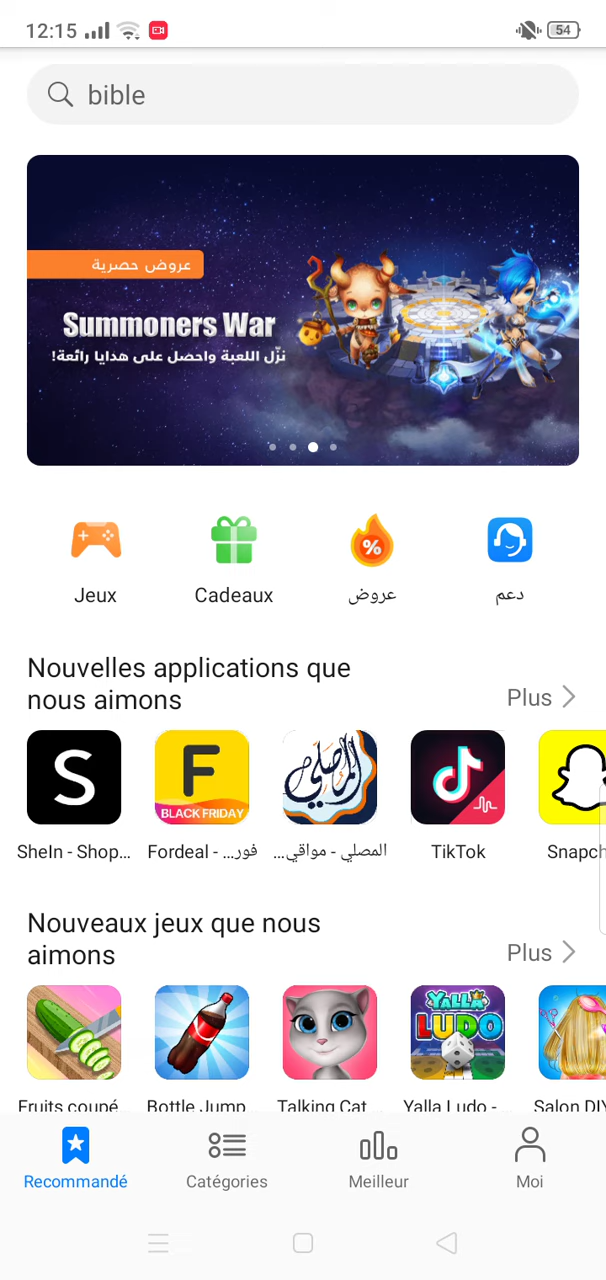 12:15
54
bible
عروض حصرية
Summoners War
نزّل اللعبة واحصل على هدايا رائعة!
Jeux
Cadeaux
عروض
دعم
Nouvelles applications que
nous aimons
Plus
S
F
BLACK FRIDAY
المصلي
SheIn - Shop...
Fordeal - ...فور
المصلي - مواقي...
TikTok
Snapch
Nouveaux jeux que nous
aimons
Plus
YALLA
LUDO
Fruits coupé...
Bottle Jump...
Talking Cat...
Yalla Ludo - ...
Salon DIY
Recommandé
Catégories
Meilleur
Moi